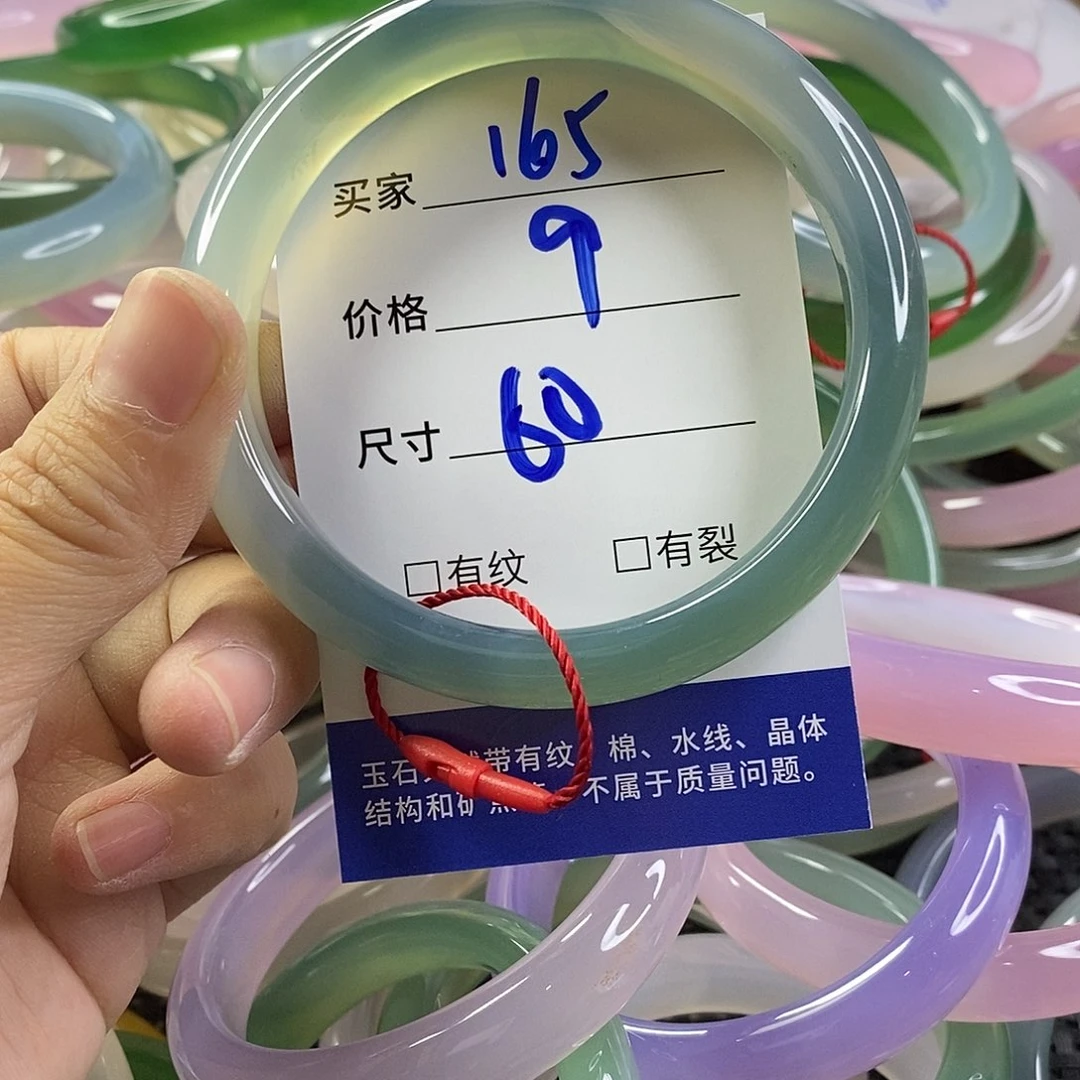 买家 165
价格 9
尺寸 60
□有纹 □有裂
玉石 带有纹 棉、水线、晶体
结构和矿 不属于质量问题。